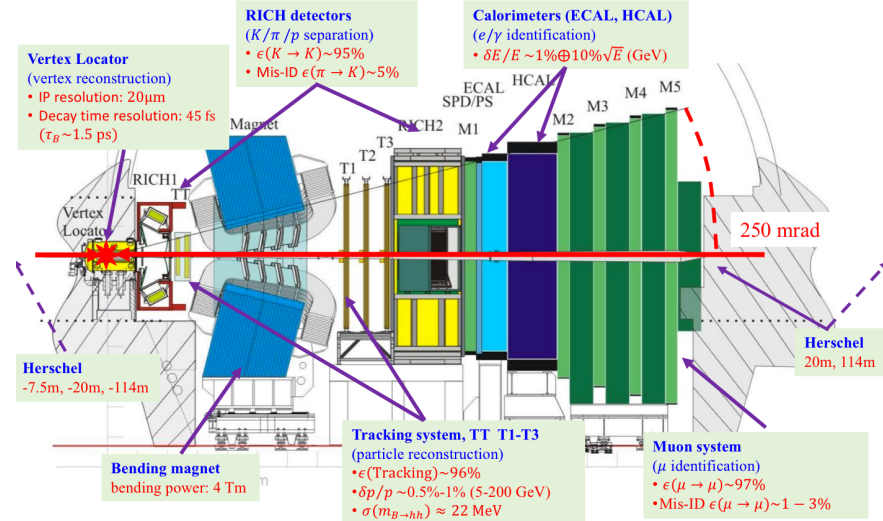 RICH detectors
(K/π/p separation)
• ϵ(K → K)~95%
• Mis-ID ϵ(π → K)~5%
Calorimeters (ECAL, HCAL)
(e/γ identification)
• δE/E ~1%⊕10%√E (GeV)
Vertex Locator
(vertex reconstruction)
• IP resolution: 20μm
• Decay time resolution: 45 fs
(τB~1.5 ps)
Magnet
RICH1
TT
Vertex
Locato
T1
T2
T3
RICH2
M1
SPD/PS
ECAL
HCAL
M2
M3
M4
M5
250 mrad
Herschel
-7.5m, -20m, -114m
Herschel
20m, 114m
Bending magnet
bending power: 4 Tm
Tracking system, TT T1-T3
(particle reconstruction)
•ϵ(Tracking)~96%
•δp/p ~0.5%-1% (5-200 GeV)
• σ(mB→hh) ≈ 22 MeV
Muon system
(μ identification)
• ϵ(μ → μ)~97%
•Mis-ID ϵ(μ → μ)~1 − 3%